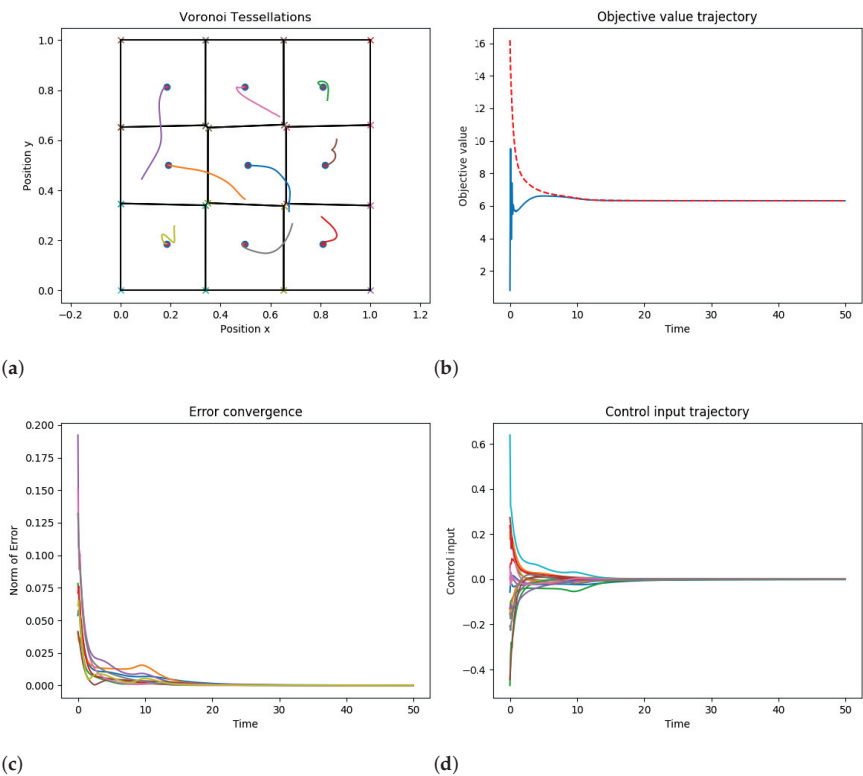 Voronoi Tessellations
1.0
0.8
0.6
0.4
0.2
0.0
Position y
−0.2 0.0 0.2 0.4 0.6 0.8 1.0 1.2
Position x
(a)
Objective value trajectory
16
14
12
10
8
6
4
2
Objective value
0 10 20 30 40 50
Time
(b)
Error convergence
0.200
0.175
0.150
0.125
0.100
0.075
0.050
0.025
0.000
Norm of Error
0 10 20 30 40 50
Time
(c)
Control input trajectory
0.6
0.4
0.2
0.0
−0.2
−0.4
Control input
0 10 20 30 40 50
Time
(d)